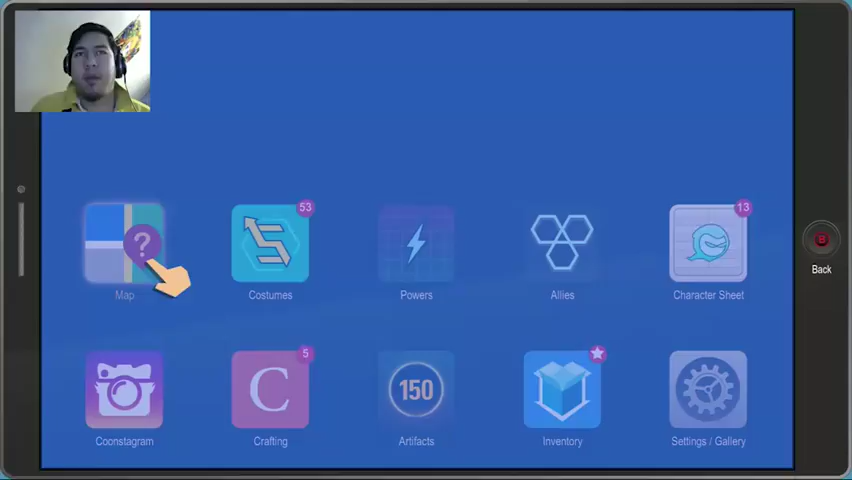 53
13
?
B
Map
Costumes
Powers
Allies
Character Sheet
Back
5
C
150
Coonstagram
Crafting
Artifacts
Inventory
Settings / Gallery